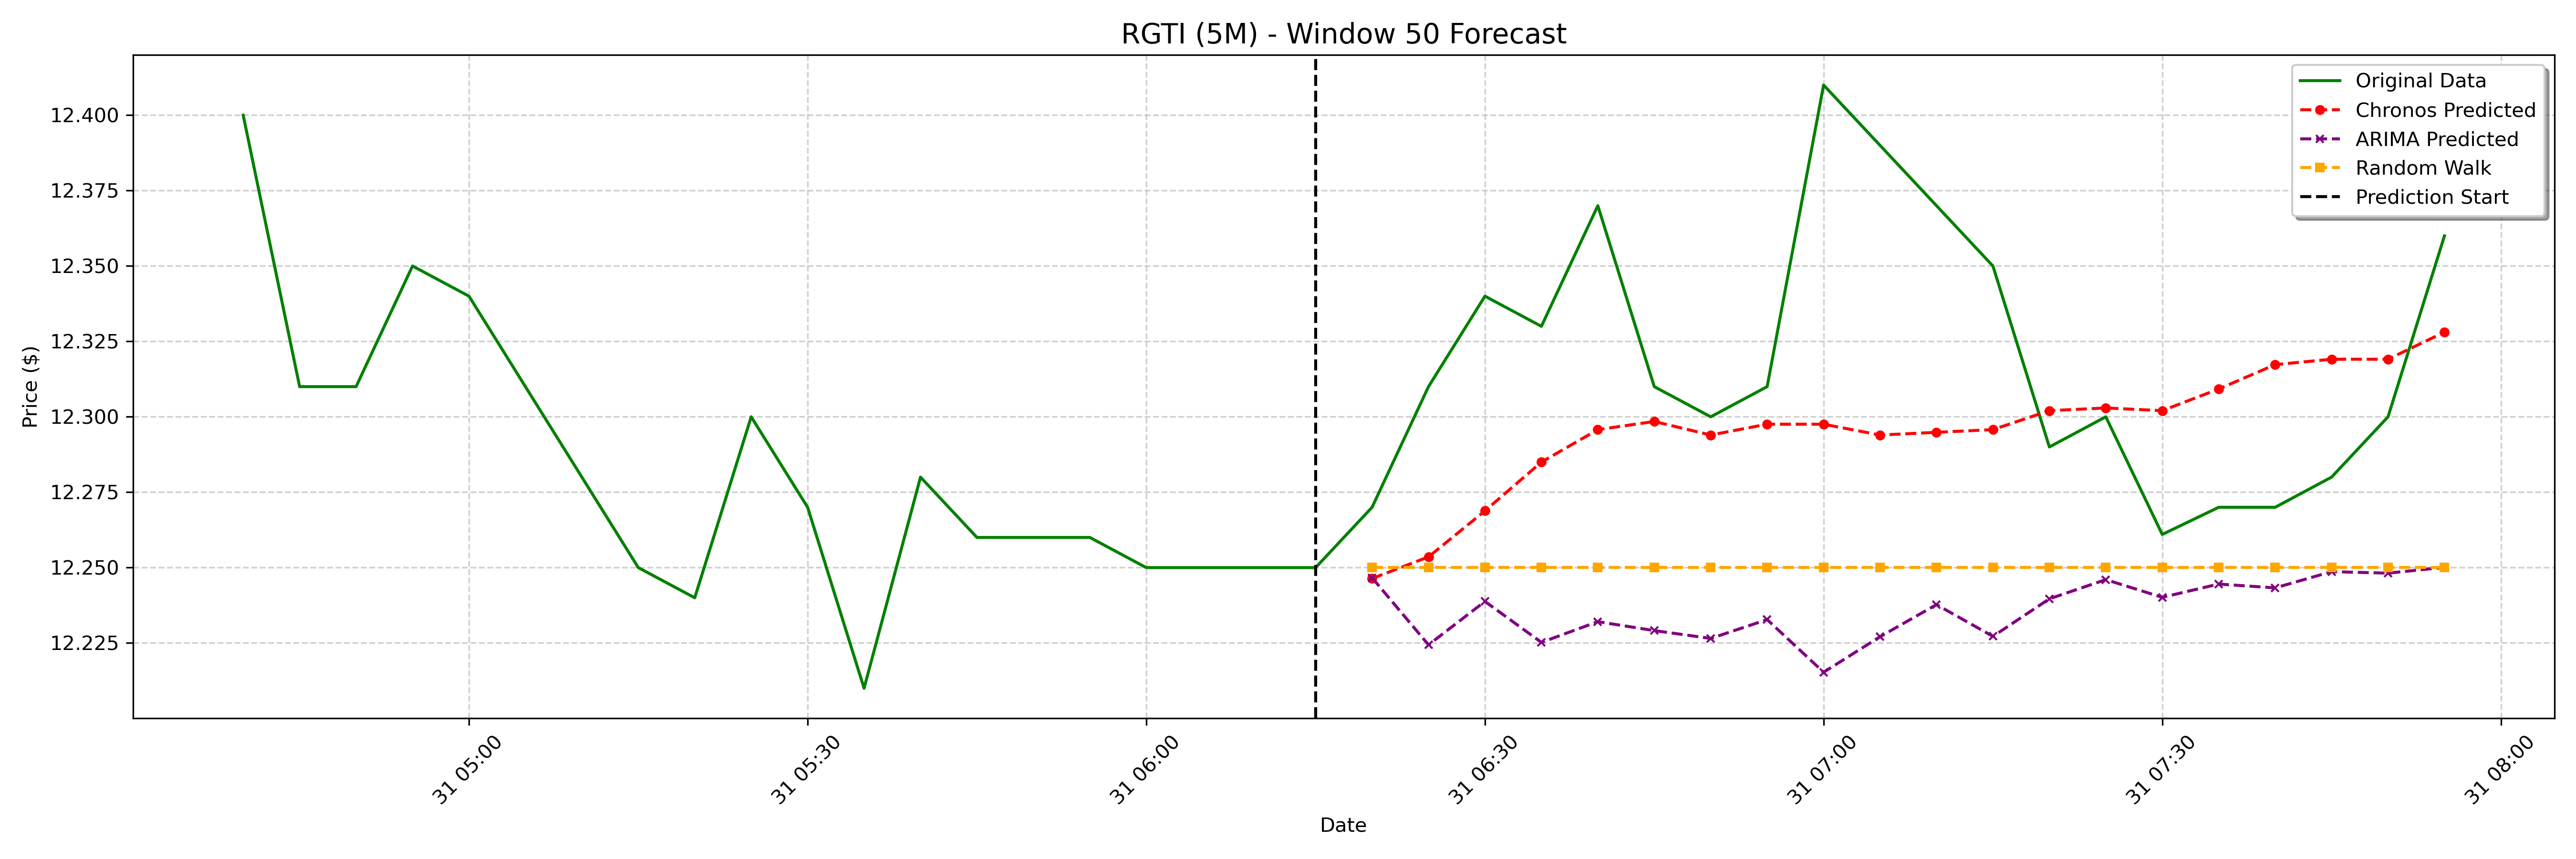 RGTI (5M) - Window 50 Forecast
Original Data
Chronos Predicted
ARIMA Predicted
Random Walk
Prediction Start
Price ($)
12.400
12.375
12.350
12.325
12.300
12.275
12.250
12.225
31 05:00
31 05:30
31 06:00
31 06:30
31 07:00
31 07:30
31 08:00
Date